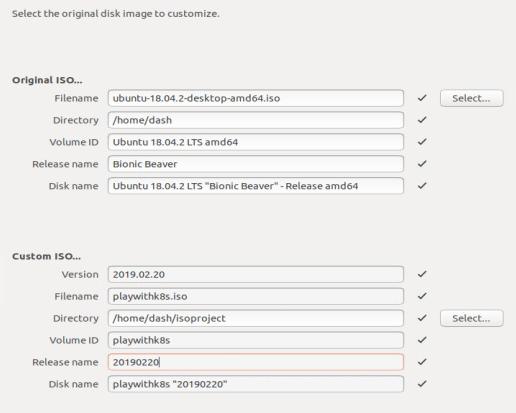 Select the original disk image to customize.
Original ISO...
Filename ubuntu-18.04.2-desktop-amd64.iso Select...
Directory /home/dash
Volume ID Ubuntu 18.04.2 LTS amd64
Release name Bionic Beaver
Disk name Ubuntu 18.04.2 LTS "Bionic Beaver" - Release amd64
Custom ISO...
Version 2019.02.20
Filename playwithk8s.iso
Directory /home/dash/isoproject Select...
Volume ID playwithk8s
Release name 20190220
Disk name playwithk8s "20190220"